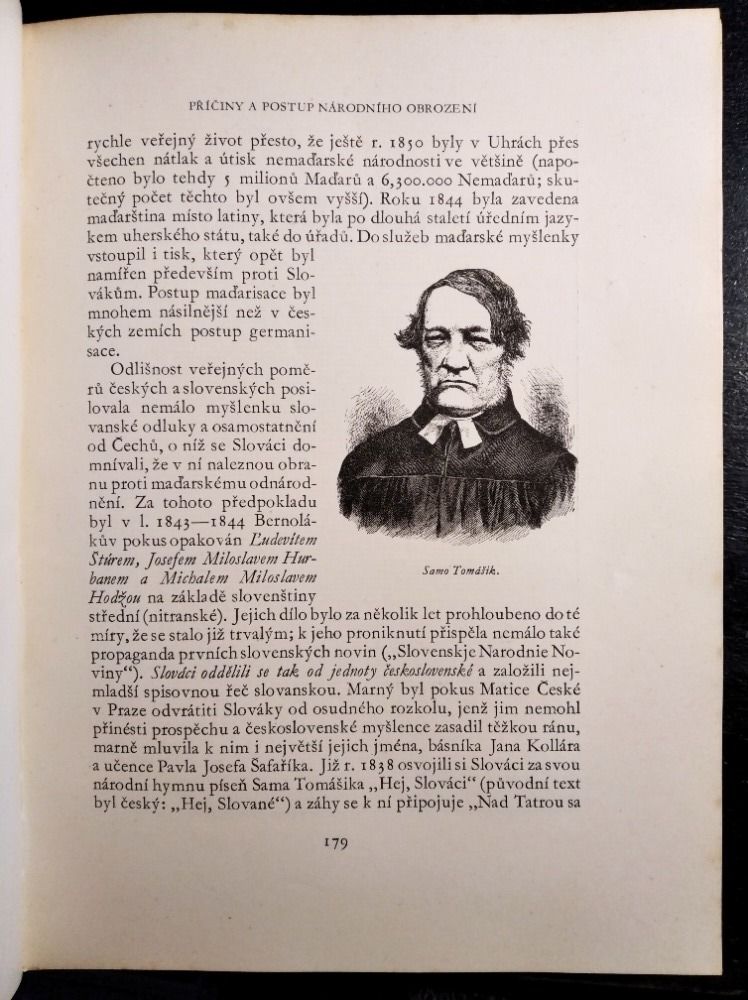 PŘÍČINY A POSTUP NÁRODNÍHO OBROZENÍ
rychle veřejný život přesto, že ještě r. 1850 byly v Uhrách přes
všechen nátlak a útisk nemaďarské národnosti ve většině (napo-
čteno bylo tehdy 5 milionů Maďarů a 6,300.000 Nemaďarů; sku-
tečný počet těchto byl ovšem vyšší). Roku 1844 byla zavedena
maďarština místo latiny, která byla po dlouhá staletí úředním jazy-
kem uherského státu, také do úřadů. Do služeb maďarské myšlenky
vstoupil i tisk, který opět byl
namířen především proti Slo-
vákům. Postup maďarisace byl
mnohem násilnější než v čes-
kých zemích postup germani-
sace.
Odlišnost veřejných pomě-
rů českých a slovenských posi-
lovala nemálo myšlenku slo-
vanské odluky a osamostatnění
od Čechů, o níž se Slováci do-
mnívali, že v ní naleznou obra-
nu proti maďarskému odnárod-
nění. Za tohoto předpokladu
byl v l. 1843—1844 Bernolá-
kův pokus opakován Ľudevítem
Štúrem, Josefem Miloslavem Hur-
banem a Michalem Miloslavem
Hodžou na základě slovenštiny
střední (nitranské). Jejich dílo bylo za několik let prohloubeno do té
míry, že se stalo již trvalým; k jeho proniknutí přispěla nemálo také
propaganda prvních slovenských novin („Slovenskje Narodnie No-
viny“). Slováci oddělili se tak od jednoty československé a založili nej-
mladší spisovnou řeč slovanskou. Marný byl pokus Matice České
v Praze odvrátiti Slováky od osudného rozkolu, jenž jim nemohl
přinésti prospěchu a československé myšlence zasadil těžkou ránu,
marně mluvila k nim i největší jejich jména, básníka Jana Kollára
a učence Pavla Josefa Šafaříka. Již r. 1838 osvojili si Slováci za svou
národní hymnu píseň Sama Tomášika „Hej, Slováci“ (původní text
byl český: „Hej, Slované“) a záhy se k ní připojuje „Nad Tatrou sa
Samo Tomášik.
179